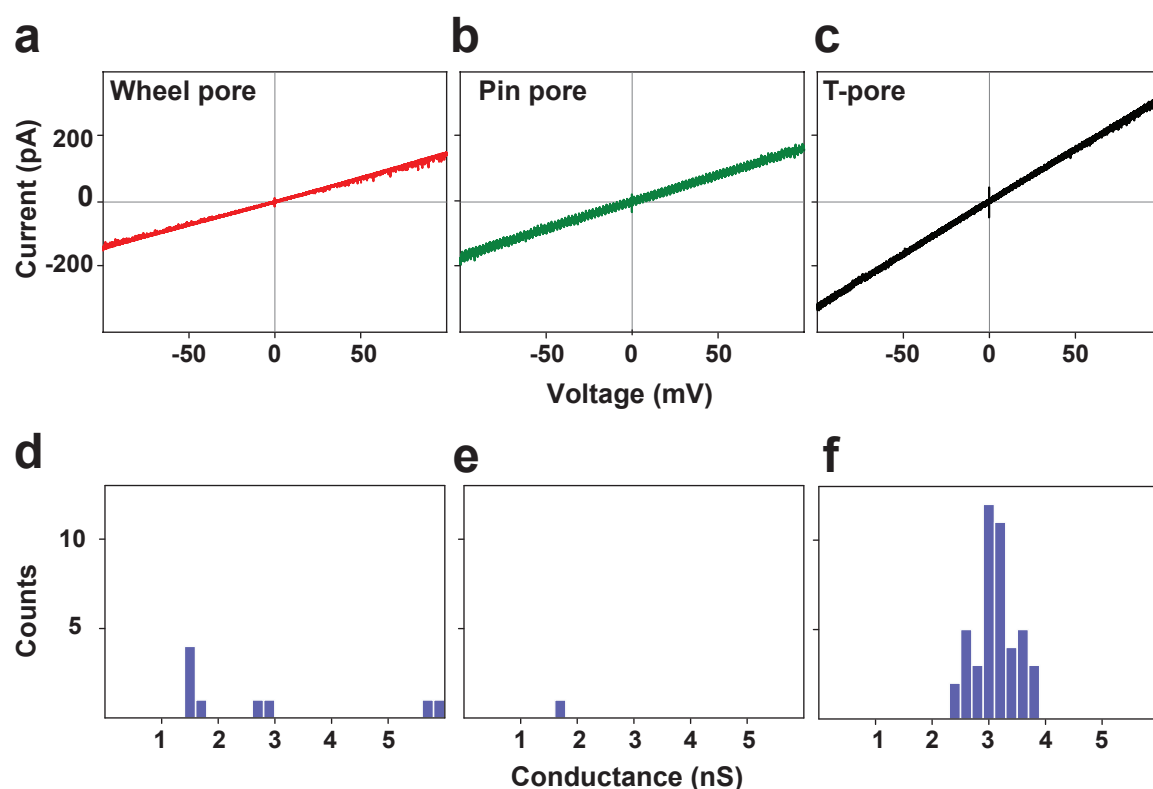 a
b
c
Wheel pore
Pin pore
T-pore
Current (pA)
200
0
-200
-50 0 50
-50 0 50
-50 0 50
Voltage (mV)
d
e
f
Counts
10
5
1 2 3 4 5
1 2 3 4 5
1 2 3 4 5
Conductance (nS)